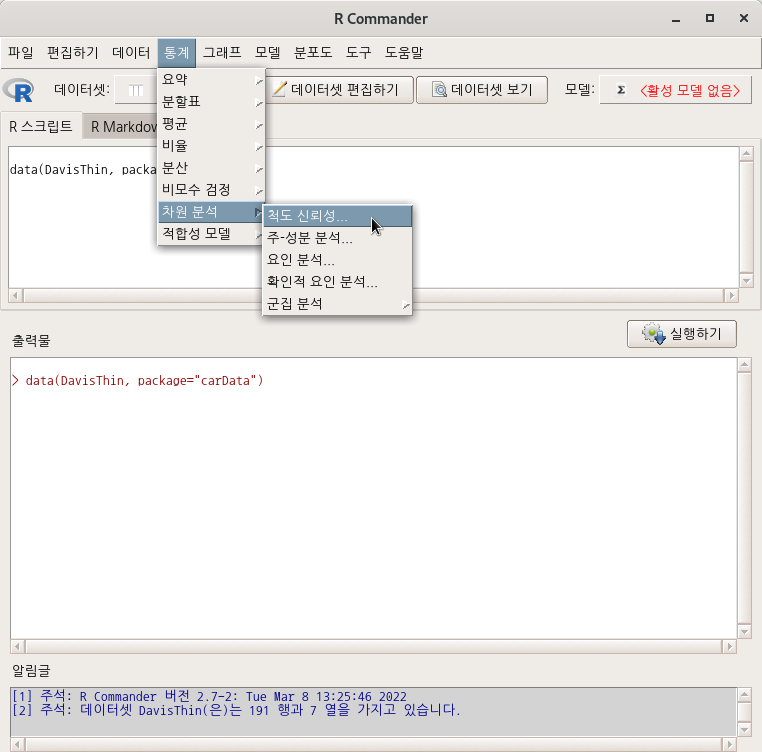 R Commander
파일 편집하기 데이터 통계 그래프 모델 분포도 도구 도움말
데이터셋: 데이터셋 편집하기 데이터셋 보기 모델: Σ <활성 모델 없음>
R 스크립트 R Markdow
요약
분할표
평균
비율
분산
비모수 검정
차원 분석
적합성 모델
척도 신뢰성...
주-성분 분석...
요인 분석...
확인적 요인 분석...
군집 분석
data(DavisThin, packa
출력물 실행하기
> data(DavisThin, package="carData")
알림글
[1] 주석: R Commander 버전 2.7-2: Tue Mar 8 13:25:46 2022
[2] 주석: 데이터셋 DavisThin(은)는 191 행과 7 열을 가지고 있습니다.